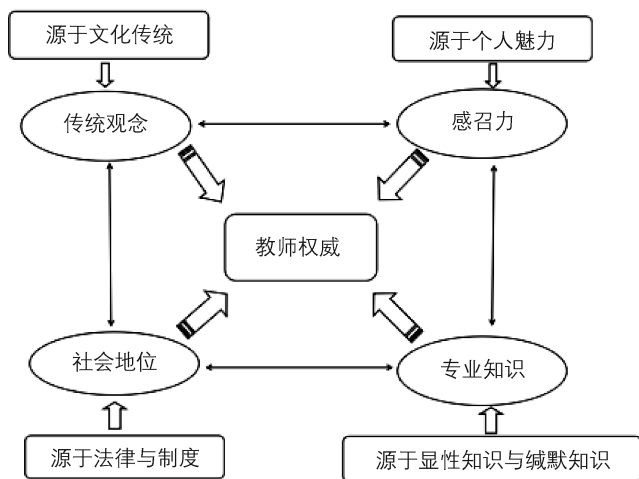 源于文化传统
源于个人魅力
传统观念
感召力
教师权威
社会地位
专业知识
源于法律与制度
源于显性知识与缄默知识